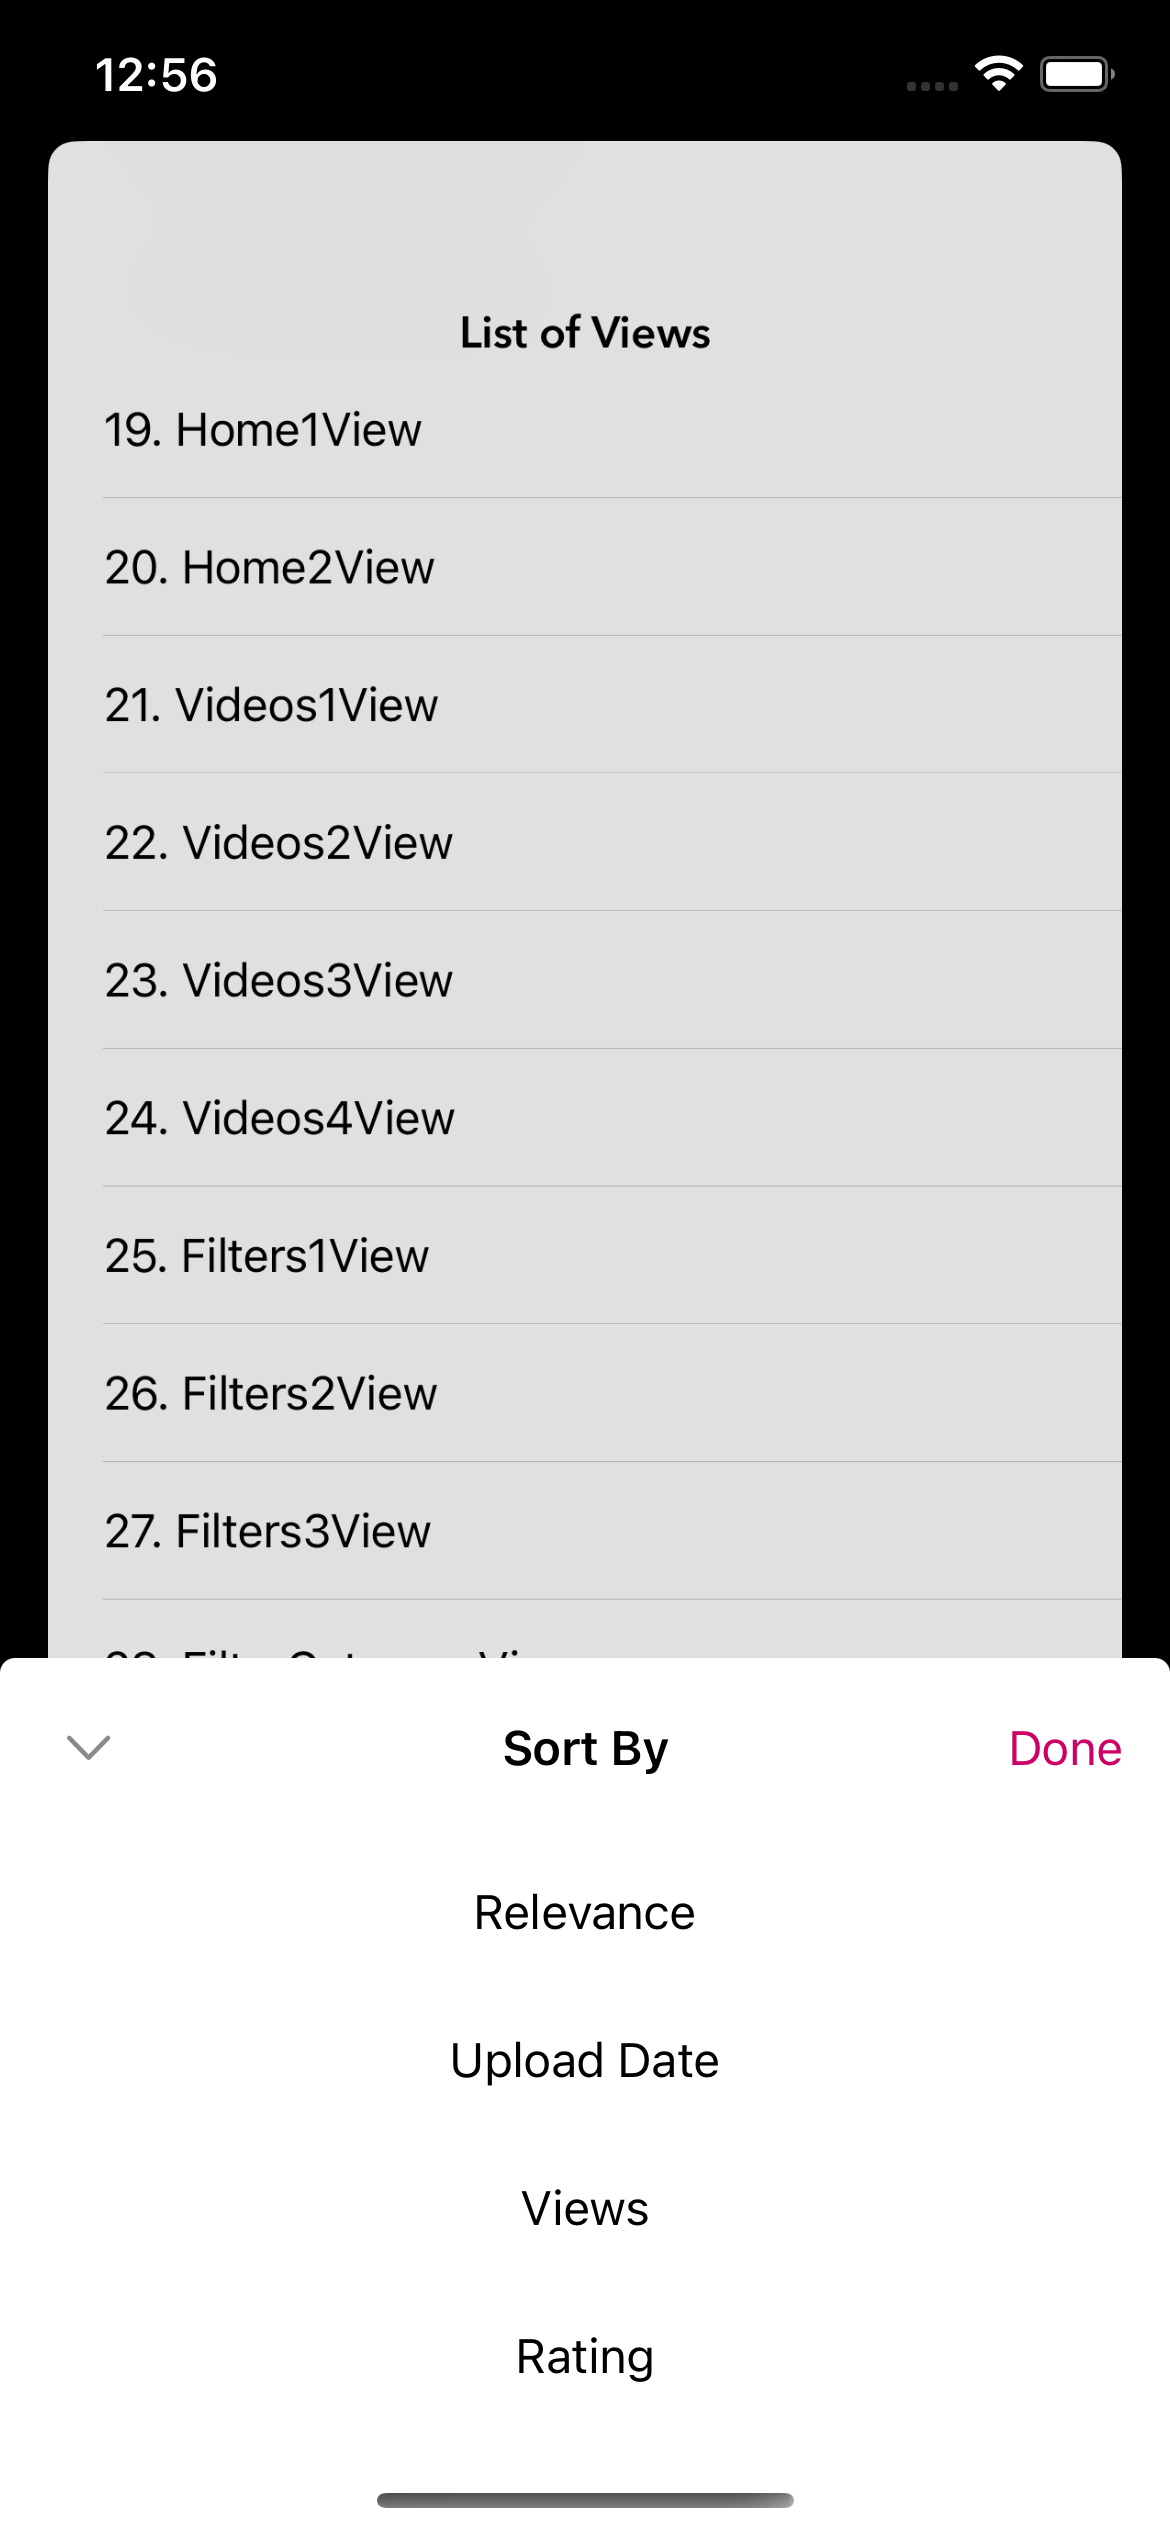 12:56
List of Views
19. Home1View
20. Home2View
21. Videos1View
22. Videos2View
23. Videos3View
24. Videos4View
25. Filters1View
26. Filters2View
27. Filters3View
Sort By
Done
Relevance
Upload Date
Views
Rating